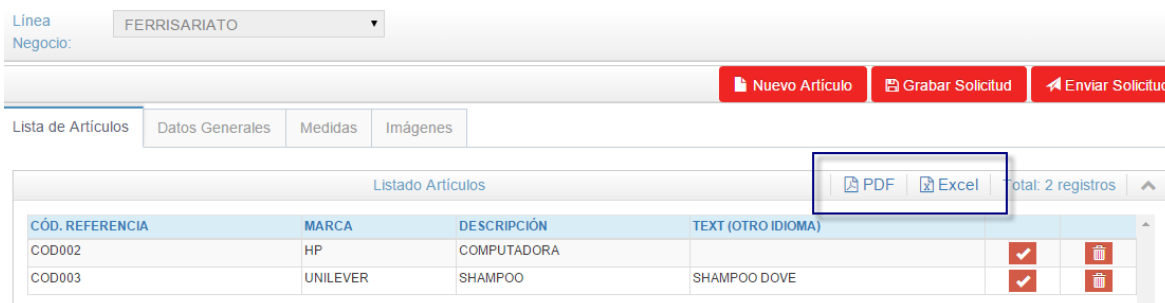 Línea Negocio:
FERRISARIATO
Nuevo Artículo
Grabar Solicitud
Enviar Solicitud
Lista de Artículos
Datos Generales
Medidas
Imágenes
Listado Artículos
PDF
Excel
Total: 2 registros
CÓD. REFERENCIA MARCA DESCRIPCIÓN TEXT (OTRO IDIOMA)
COD002 HP COMPUTADORA
COD003 UNILEVER SHAMPOO SHAMPOO DOVE